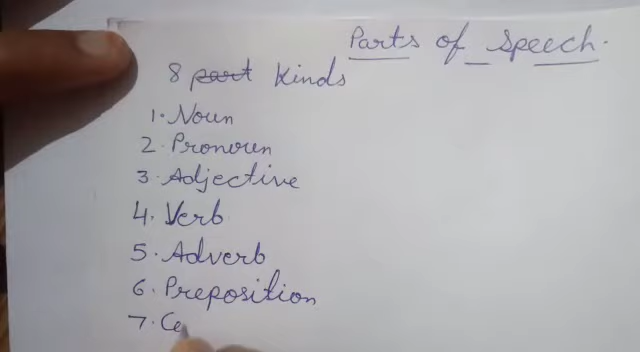 Parts of Speech.
8 part Kinds
1. Noun
2. Pronoun
3. Adjective
4. Verb
5. Adverb
6. Preposition
7. Co